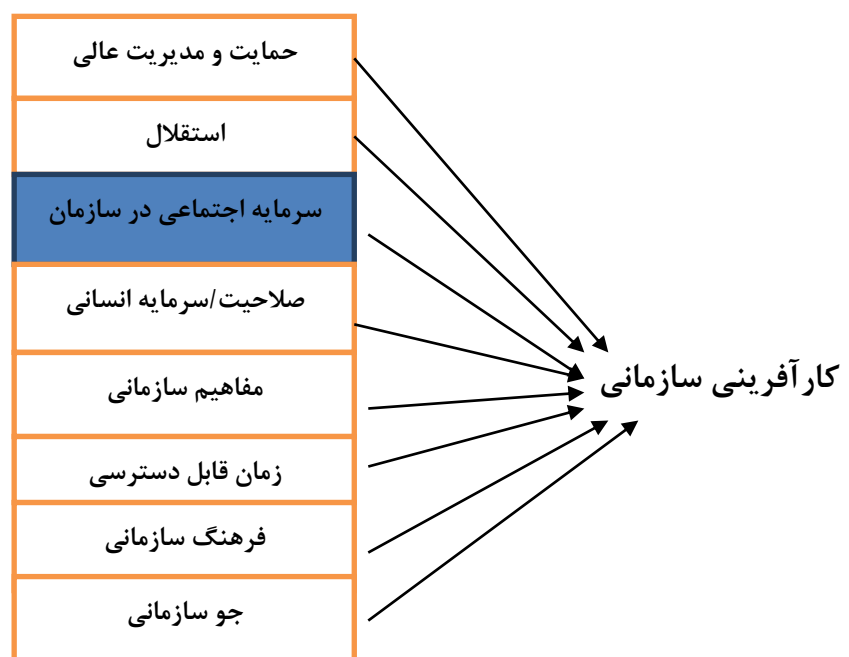 حمایت و مدیریت عالی
استقلال
سرمایه اجتماعی در سازمان
صلاحیت/سرمایه انسانی
مفاهیم سازمانی
زمان قابل دسترسی
فرهنگ سازمانی
جو سازمانی
کارآفرینی سازمانی